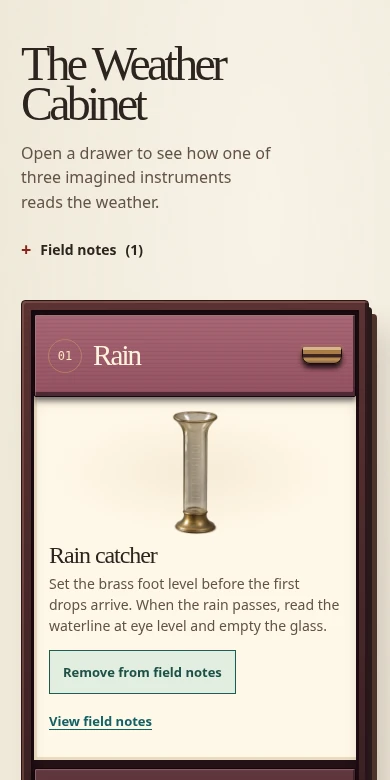 The Weather
Cabinet
Open a drawer to see how one of
three imagined instruments
reads the weather.
+ Field notes (1)
01 Rain
Rain catcher
Set the brass foot level before the first
drops arrive. When the rain passes, read the
waterline at eye level and empty the glass.
Remove from field notes
View field notes